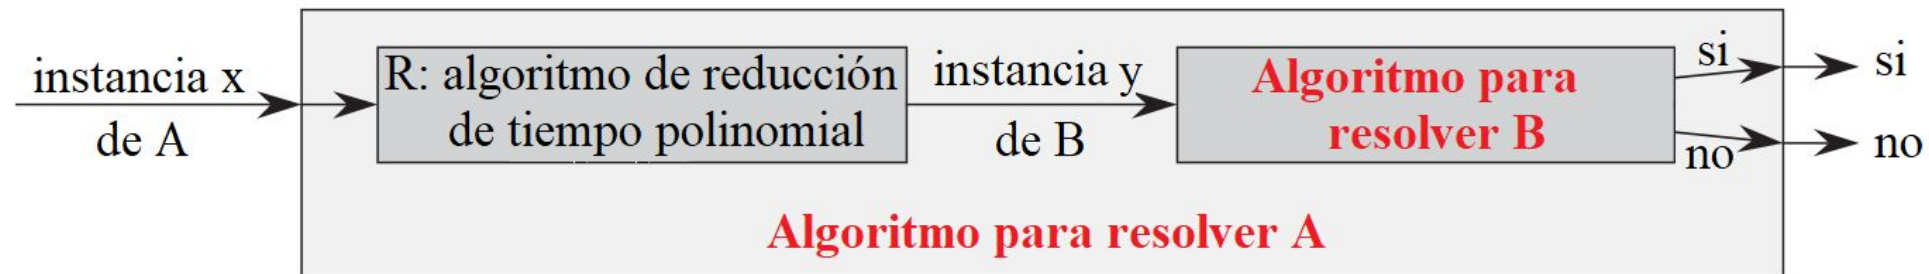 instancia x
de A
R: algoritmo de reducción
de tiempo polinomial
instancia y
de B
Algoritmo para
resolver B
si
no
si
no
Algoritmo para resolver A